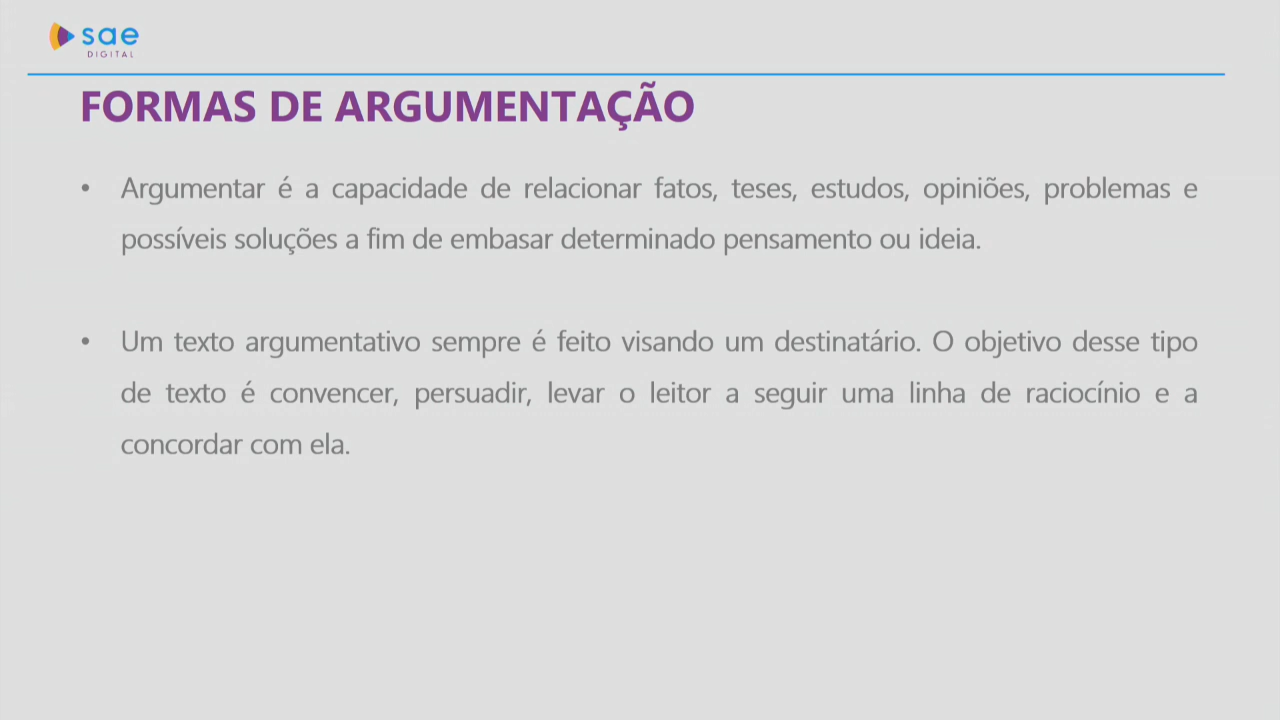 sae
DIGITAL
FORMAS DE ARGUMENTAÇÃO
• Argumentar é a capacidade de relacionar fatos, teses, estudos, opiniões, problemas e
possíveis soluções a fim de embasar determinado pensamento ou ideia.
• Um texto argumentativo sempre é feito visando um destinatário. O objetivo desse tipo
de texto é convencer, persuadir, levar o leitor a seguir uma linha de raciocínio e a
concordar com ela.